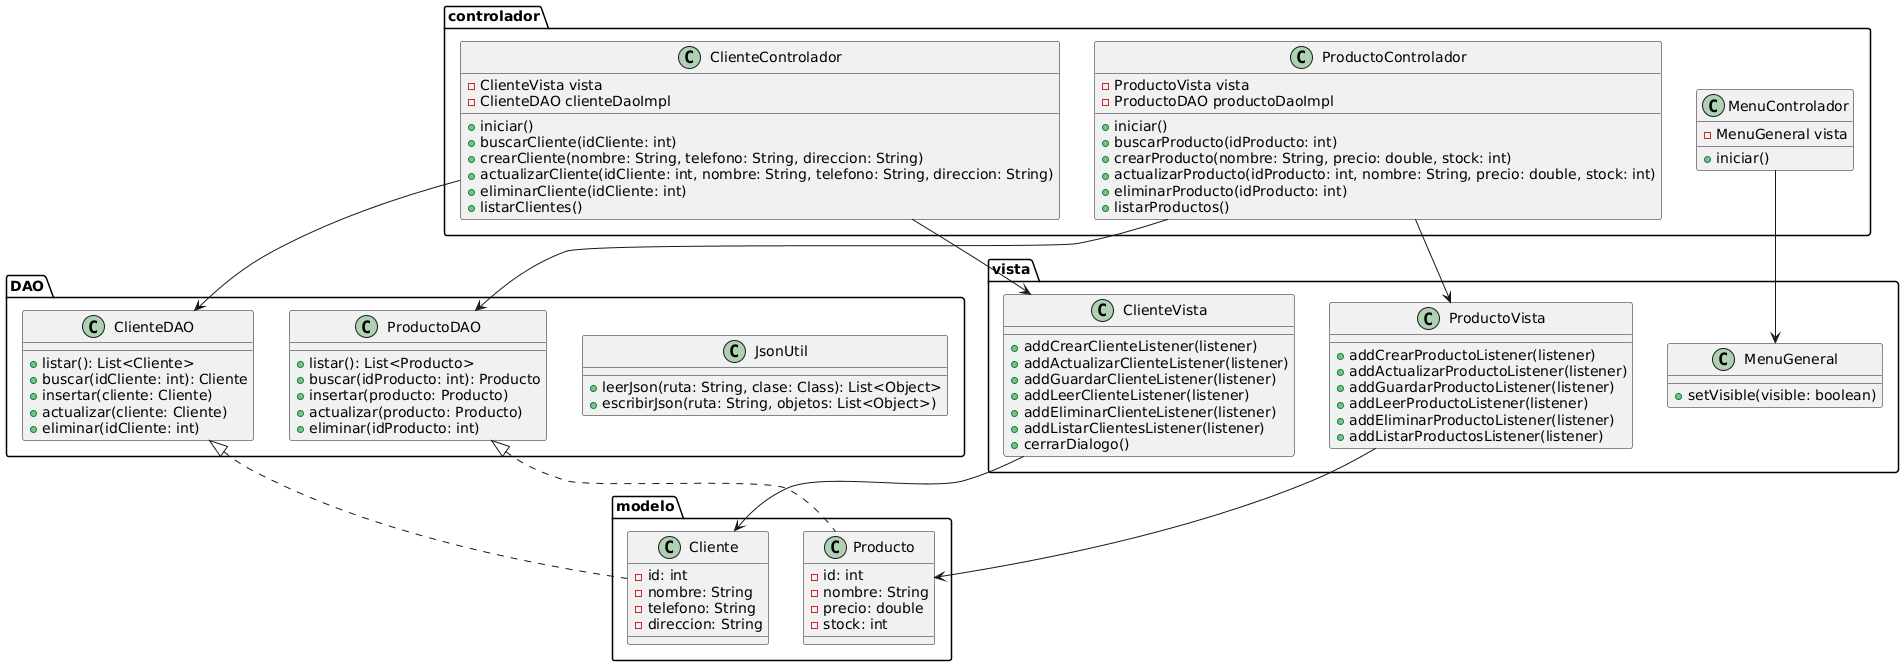 controlador
ClienteControlador
ClienteVista vista
ClienteDAO clienteDaoImpl
iniciar()
buscarCliente(idCliente: int)
crearCliente(nombre: String, telefono: String, direccion: String)
actualizarCliente(idCliente: int, nombre: String, telefono: String, direccion: String)
eliminarCliente(idCliente: int)
listarClientes()
ProductoControlador
ProductoVista vista
ProductoDAO productoDaoImpl
iniciar()
buscarProducto(idProducto: int)
crearProducto(nombre: String, precio: double, stock: int)
actualizarProducto(idProducto: int, nombre: String, precio: double, stock: int)
eliminarProducto(idProducto: int)
listarProductos()
MenuControlador
MenuGeneral vista
iniciar()
DAO
ClienteDAO
listar(): List<Cliente>
buscar(idCliente: int): Cliente
insertar(cliente: Cliente)
actualizar(cliente: Cliente)
eliminar(idCliente: int)
ProductoDAO
listar(): List<Producto>
buscar(idProducto: int): Producto
insertar(producto: Producto)
actualizar(producto: Producto)
eliminar(idProducto: int)
JsonUtil
leerJson(ruta: String, clase: Class): List<Object>
escribirJson(ruta: String, objetos: List<Object>)
vista
ClienteVista
addCrearClienteListener(listener)
addActualizarClienteListener(listener)
addGuardarClienteListener(listener)
addLeerClienteListener(listener)
addEliminarClienteListener(listener)
addListarClientesListener(listener)
cerrarDialogo()
ProductoVista
addCrearProductoListener(listener)
addActualizarProductoListener(listener)
addGuardarProductoListener(listener)
addLeerProductoListener(listener)
addEliminarProductoListener(listener)
addListarProductosListener(listener)
MenuGeneral
setVisible(visible: boolean)
modelo
Cliente
id: int
nombre: String
telefono: String
direccion: String
Producto
id: int
nombre: String
precio: double
stock: int